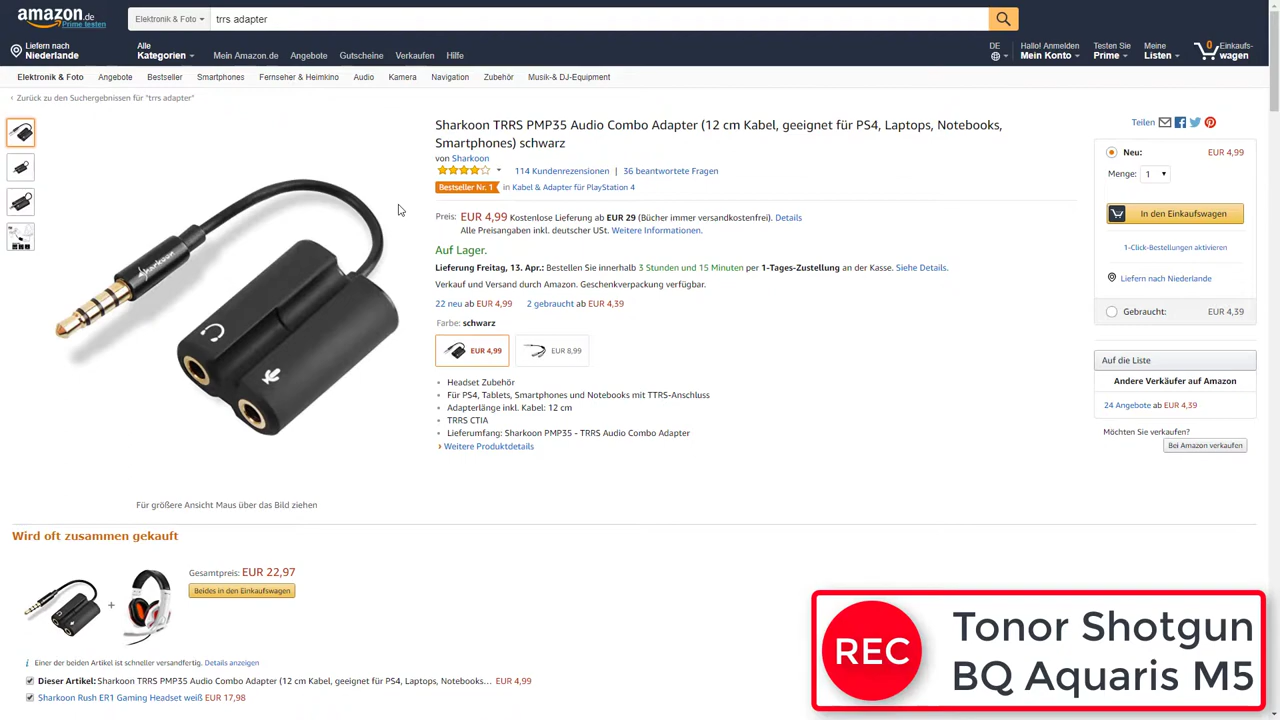 amazon.de
Prime testen
Elektronik & Foto
trrs adapter
Liefern nach
Niederlande
Alle
Kategorien
Mein Amazon.de
Angebote
Gutscheine
Verkaufen
Hilfe
DE
Hallo! Anmelden
Mein Konto
Testen Sie
Prime
Meine
Listen
0
Einkaufs-
wagen
Elektronik & Foto
Angebote
Bestseller
Smartphones
Fernseher & Heimkino
Audio
Kamera
Navigation
Zubehör
Musik-& DJ-Equipment
‹ Zurück zu den Suchergebnissen für "trrs adapter"
Sharkoon
Sharkoon TRRS PMP35 Audio Combo Adapter (12 cm Kabel, geeignet für PS4, Laptops, Notebooks,
Smartphones) schwarz
von Sharkoon
114 Kundenrezensionen | 36 beantwortete Fragen
Bestseller Nr. 1 in Kabel & Adapter für PlayStation 4
Preis: EUR 4,99 Kostenlose Lieferung ab EUR 29 (Bücher immer versandkostenfrei). Details
Alle Preisangaben inkl. deutscher USt. Weitere Informationen.
Auf Lager.
Lieferung Freitag, 13. Apr.: Bestellen Sie innerhalb 3 Stunden und 15 Minuten per 1-Tages-Zustellung an der Kasse. Siehe Details.
Verkauf und Versand durch Amazon. Geschenkverpackung verfügbar.
22 neu ab EUR 4,99 2 gebraucht ab EUR 4,39
Farbe: schwarz
EUR 4,99
EUR 8,99
• Headset Zubehör
• Für PS4, Tablets, Smartphones und Notebooks mit TTRS-Anschluss
• Adapterlänge inkl. Kabel: 12 cm
• TRRS CTIA
• Lieferumfang: Sharkoon PMP35 - TRRS Audio Combo Adapter
› Weitere Produktdetails
Für größere Ansicht Maus über das Bild ziehen
Teilen
Neu: EUR 4,99
Menge: 1
In den Einkaufswagen
1-Click-Bestellungen aktivieren
Liefern nach Niederlande
Gebraucht: EUR 4,39
Auf die Liste
Andere Verkäufer auf Amazon
24 Angebote ab EUR 4,39
Möchten Sie verkaufen?
Bei Amazon verkaufen
Wird oft zusammen gekauft
+
Gesamtpreis: EUR 22,97
Beides in den Einkaufswagen
i Einer der beiden Artikel ist schneller versandfertig. Details anzeigen
Dieser Artikel: Sharkoon TRRS PMP35 Audio Combo Adapter (12 cm Kabel, geeignet für PS4, Laptops, Notebooks… EUR 4,99
Sharkoon Rush ER1 Gaming Headset weiß EUR 17,98
REC
Tonor Shotgun
BQ Aquaris M5